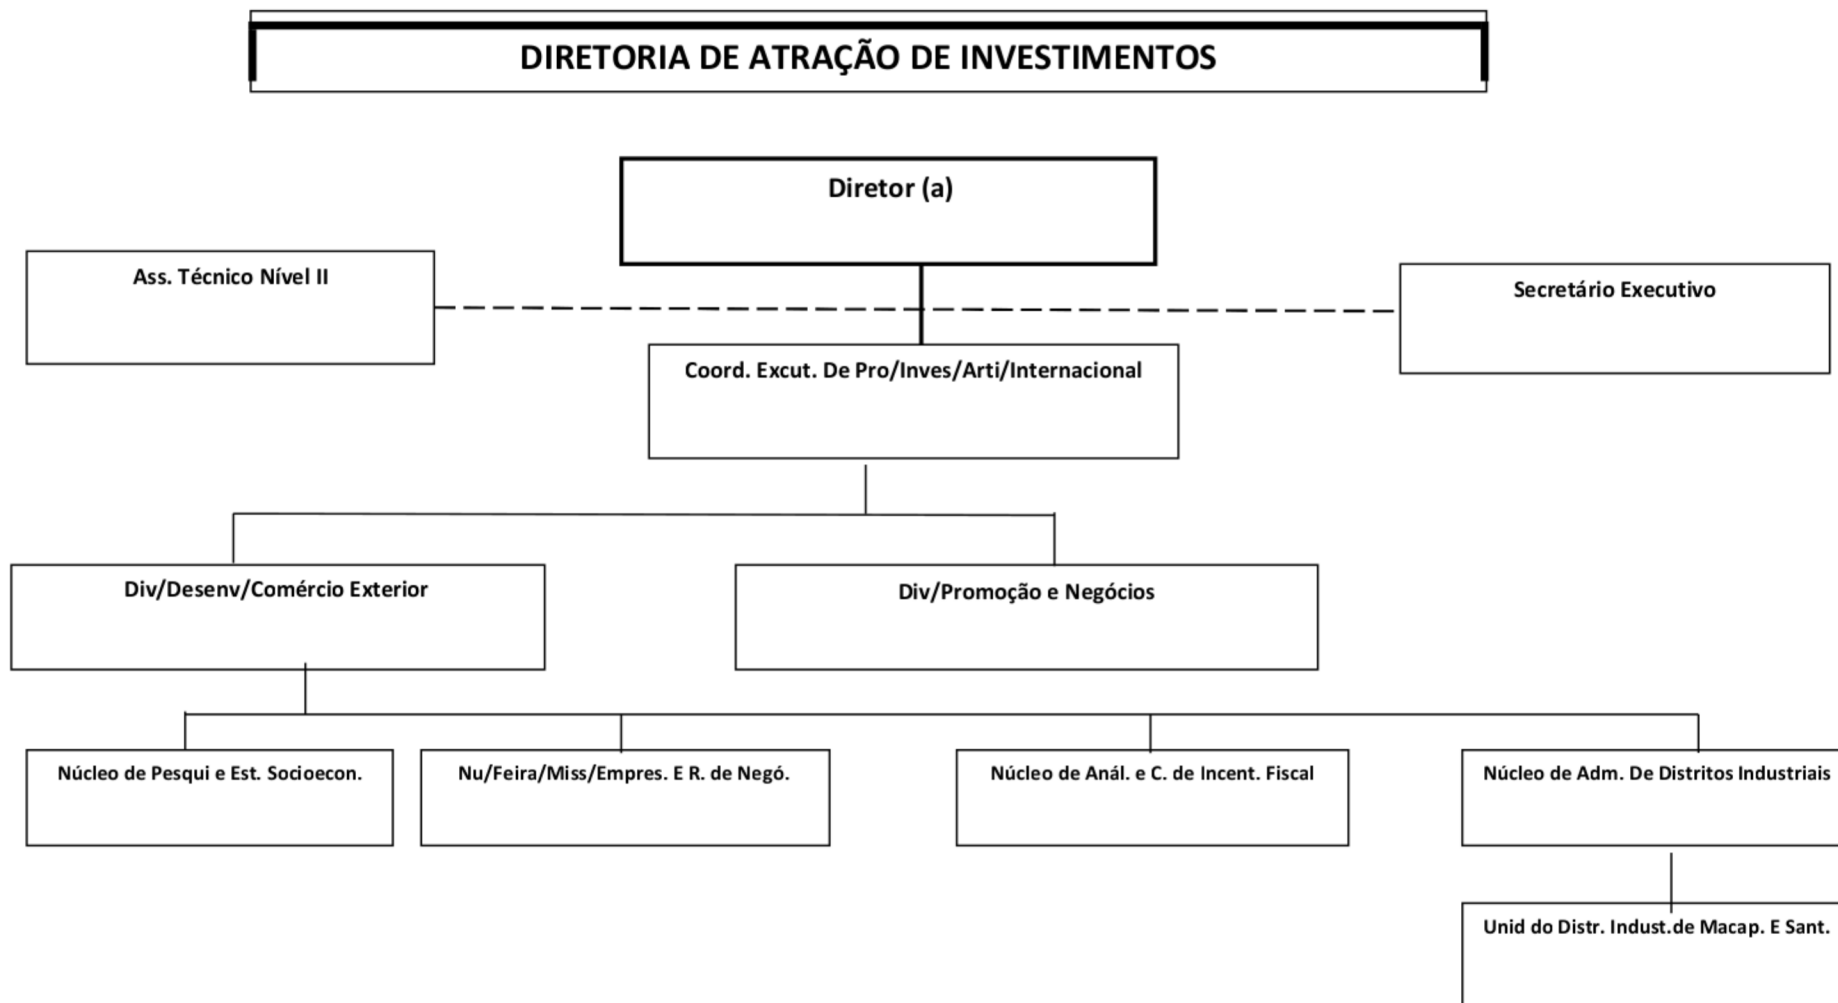 DIRETORIA DE ATRAÇÃO DE INVESTIMENTOS
Diretor (a)
Ass. Técnico Nível II
Secretário Executivo
Coord. Excut. De Pro/Inves/Arti/Internacional
Div/Desenv/Comércio Exterior
Div/Promoção e Negócios
Núcleo de Pesqui e Est. Socioecon.
Nu/Feira/Miss/Empres. E R. de Negó.
Núcleo de Anál. e C. de Incent. Fiscal
Núcleo de Adm. De Distritos Industriais
Unid do Distr. Indust.de Macap. E Sant.